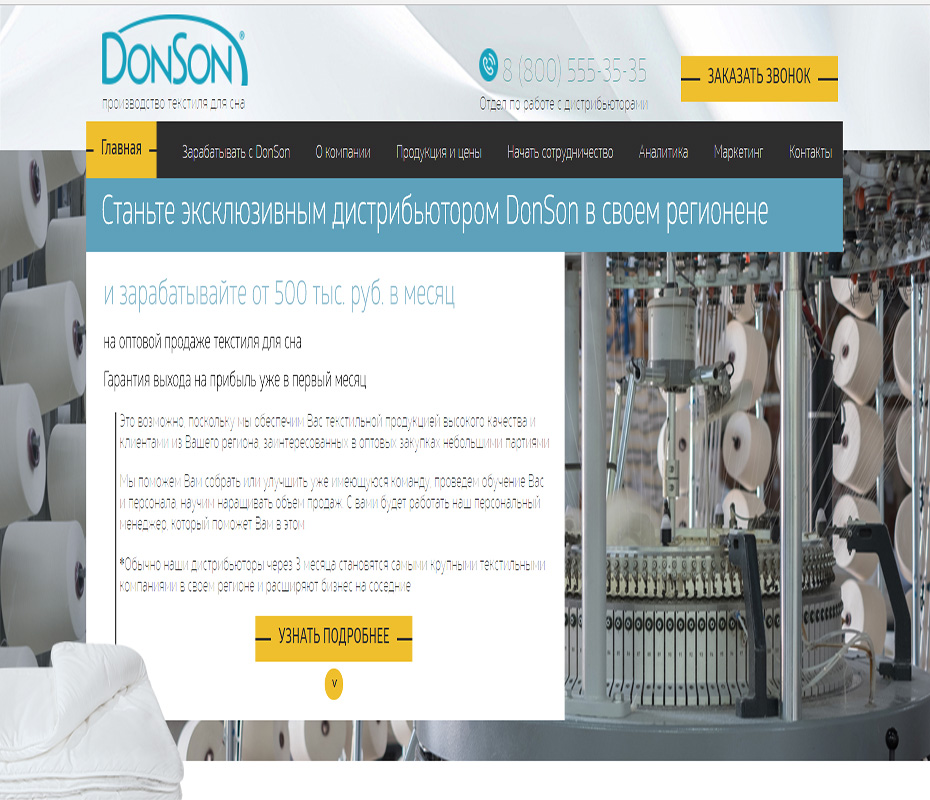 DONSON®
производство текстиля для сна
8 (800) 555-35-35
Отдел по работе с дистрибьюторами
ЗАКАЗАТЬ ЗВОНОК
Главная Зарабатывать с DonSon О компании Продукция и цены Начать сотрудничество Аналитика Маркетинг Контакты
Станьте эксклюзивным дистрибьютором DonSon в своем регионене
и зарабатывайте от 500 тыс. руб. в месяц
на оптовой продаже текстиля для сна
Гарантия выхода на прибыль уже в первый месяц
Это возможно, поскольку мы обеспечим Вас текстильной продукцией высокого качества и
клиентами из Вашего региона, заинтересованных в оптовых закупках небольшими партиями
Мы поможем Вам собрать или улучшить уже имеющуюся команду, проведем обучение Вас
и персонала, научим наращивать объем продаж. С вами будет работать наш персональный
менеджер, который поможет Вам в этом
*Обычно наши дистрибьюторы через 3 месяца становятся самыми крупными текстильными
компаниями в своем регионе и расширяют бизнес на соседние
УЗНАТЬ ПОДРОБНЕЕ
v